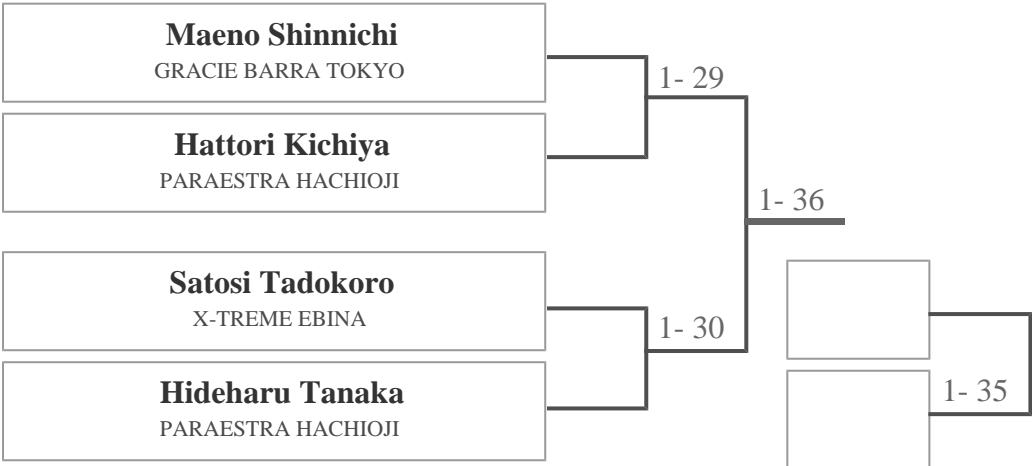 Maeno Shinnichi
GRACIE BARRA TOKYO
1- 29
Hattori Kichiya
PARAESTRA HACHIOJI
1- 36
Satosi Tadokoro
X-TREME EBINA
1- 30
Hideharu Tanaka
PARAESTRA HACHIOJI
1- 35